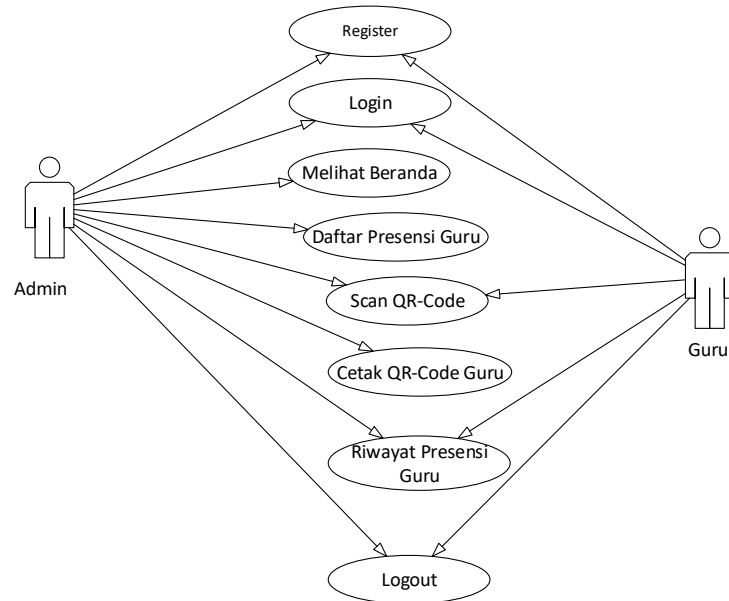 Register
Login
Melihat Beranda
Daftar Presensi Guru
Admin
Scan QR-Code
Guru
Cetak QR-Code Guru
Riwayat Presensi
Guru
Logout